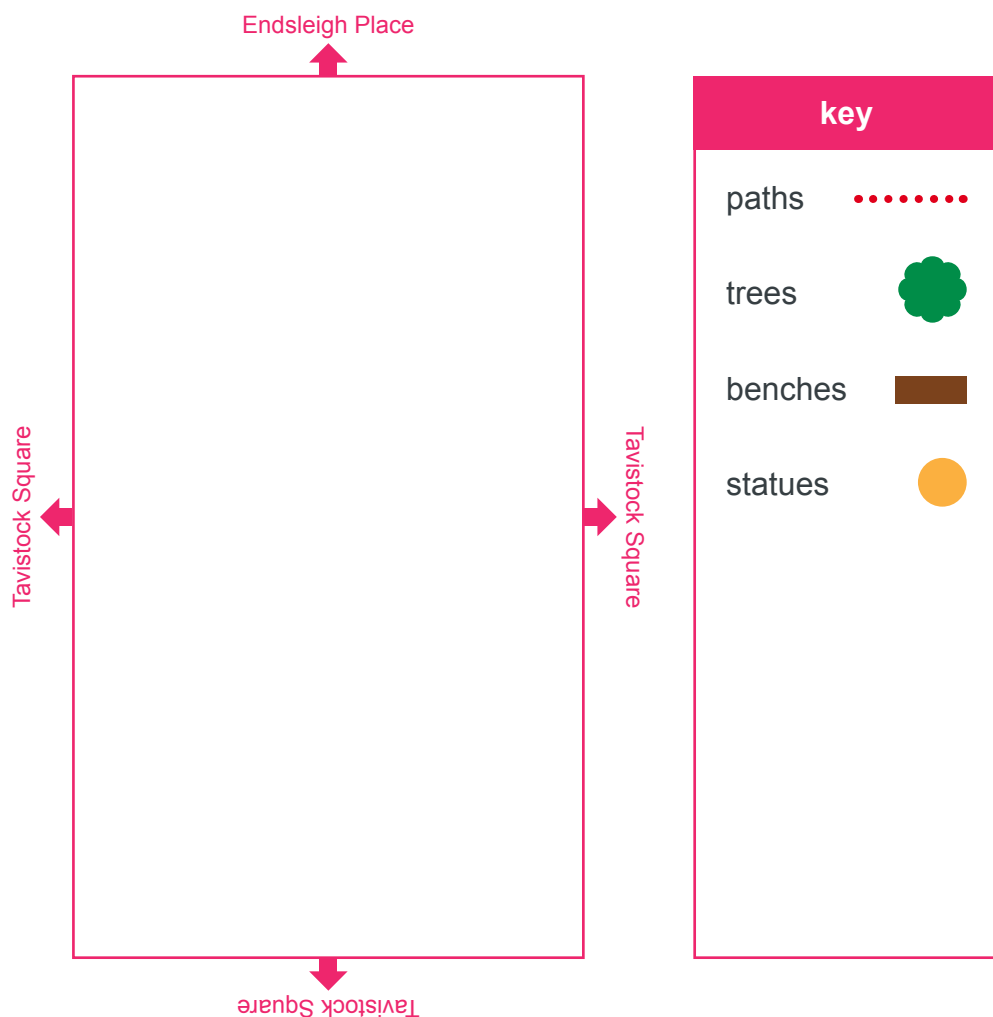 Endsleigh Place
key
paths
trees
benches
statues
Tavistock Square
Tavistock Square
Tavistock Square